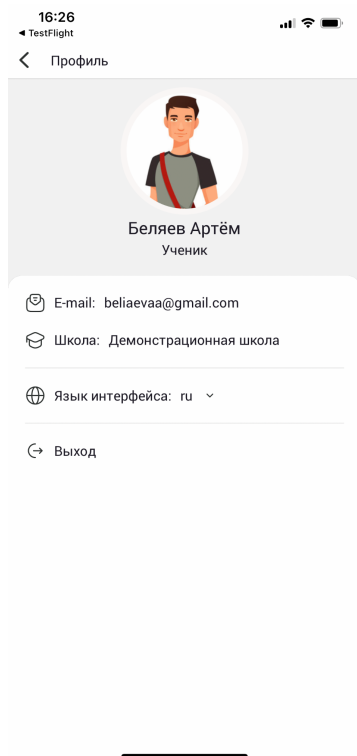 16:26
◀ TestFlight
Профиль
Беляев Артём
Ученик
E-mail: beliaevaa@gmail.com
Школа: Демонстрационная школа
Язык интерфейса: ru
Выход